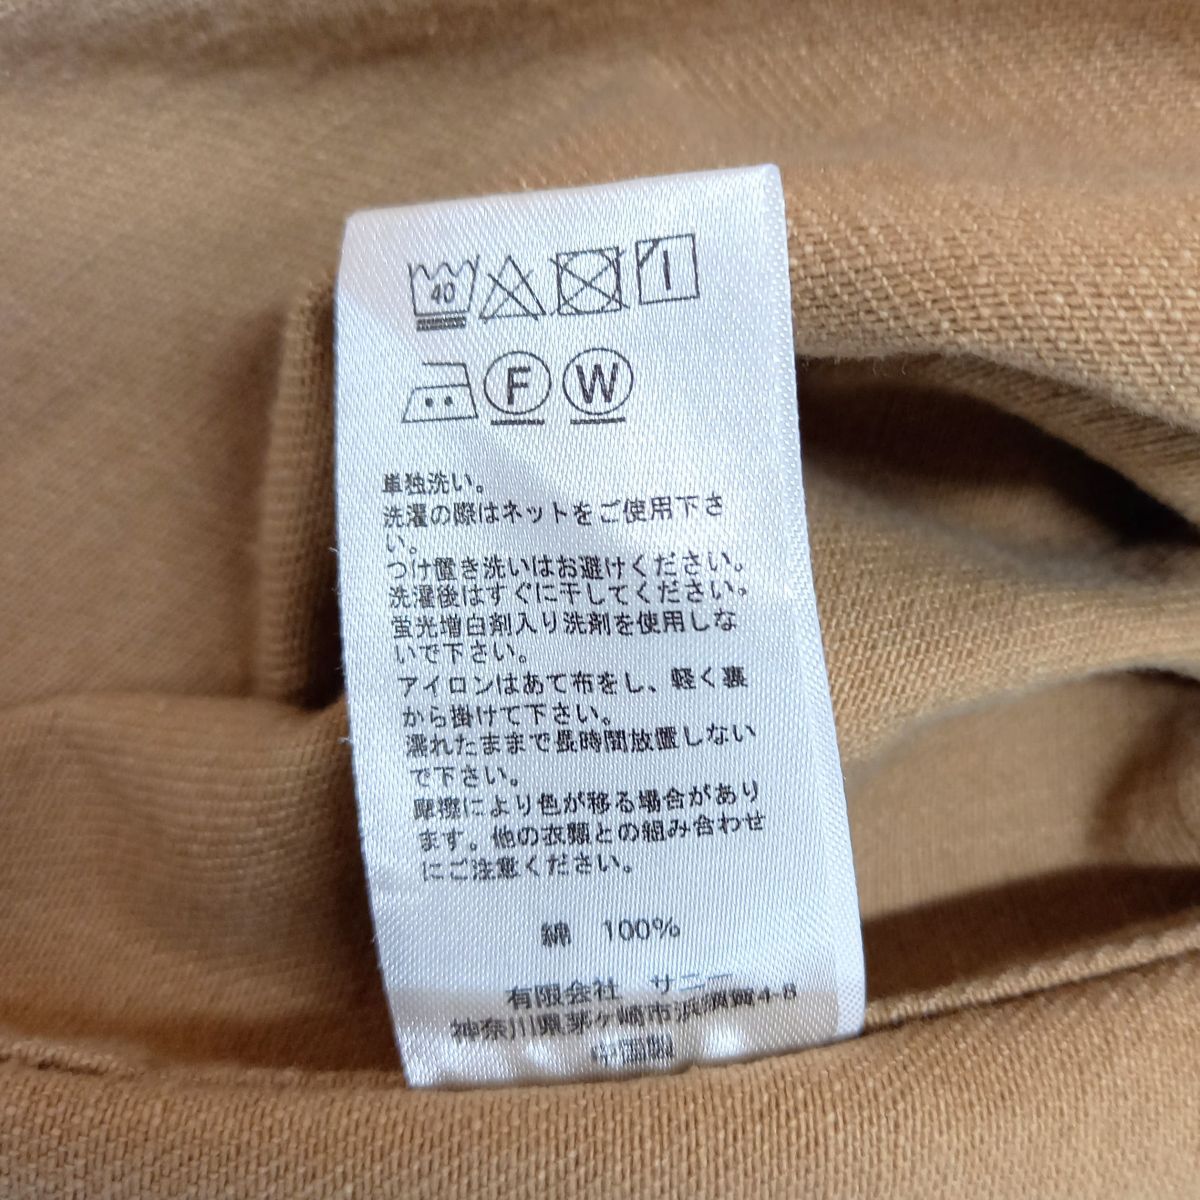 40
F W
単独洗い。
洗濯の際はネットをご使用下さ
い。
つけ置き洗いはお避けください。
洗濯後はすぐに干してください。
蛍光増白剤入り洗剤を使用しな
いで下さい。
アイロンはあて布をし、軽く裏
から掛けて下さい。
濡れたままで長時間放置しない
で下さい。
摩擦により色が移る場合があり
ます。他の衣類との組み合わせ
にご注意ください。
綿 100%
有限会社 サニー
神奈川県茅ヶ崎市浜須賀4-8
中国製